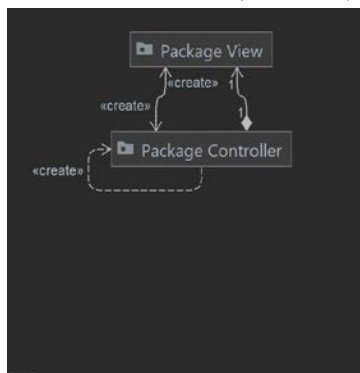 Package View
«create»
1
«create»
1
Package Controller
«create»